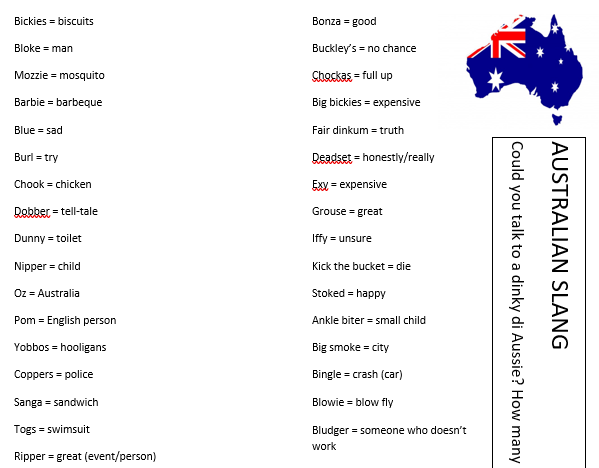 Bickies = biscuits
Bloke = man
Mozzie = mosquito
Barbie = barbeque
Blue = sad
Burl = try
Chook = chicken
Dobber = tell-tale
Dunny = toilet
Nipper = child
Oz = Australia
Pom = English person
Yobbos = hooligans
Coppers = police
Sanga = sandwich
Togs = swimsuit
Ripper = great (event/person)
Bonza = good
Buckley’s = no chance
Chockas = full up
Big bickies = expensive
Fair dinkum = truth
Deadset = honestly/really
Exy = expensive
Grouse = great
Iffy = unsure
Kick the bucket = die
Stoked = happy
Ankle biter = small child
Big smoke = city
Bingle = crash (car)
Blowie = blow fly
Bludger = someone who doesn’t
work
AUSTRALIAN SLANG
Could you talk to a dinky di Aussie? How many